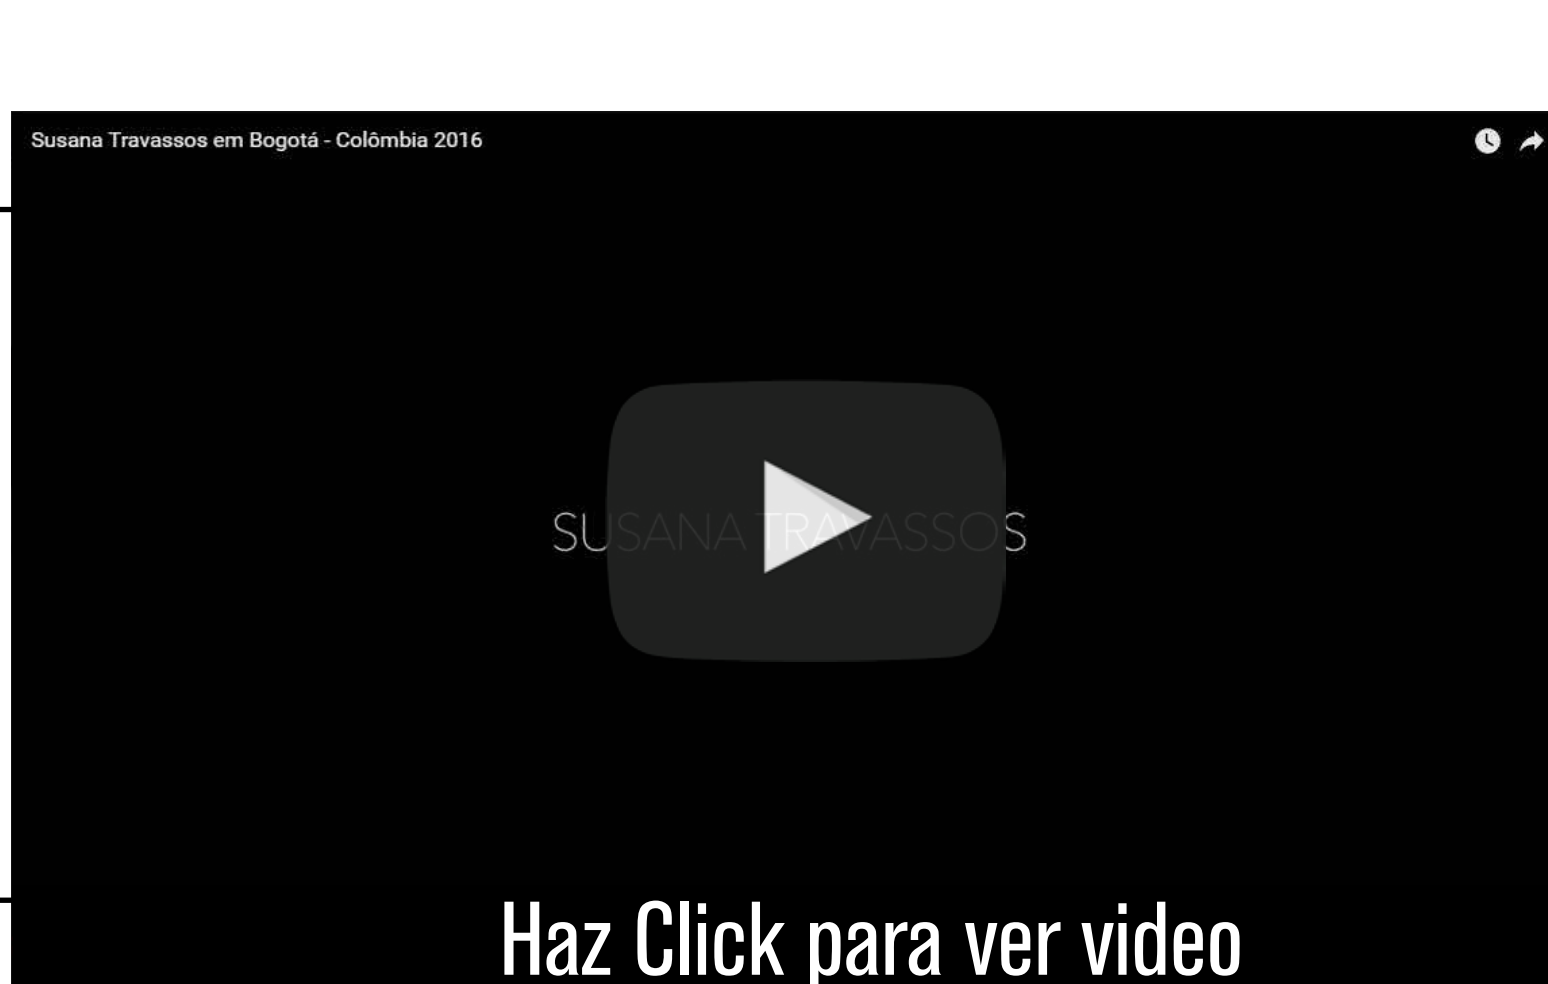 Susana Travassos em Bogotá - Colômbia 2016
SUSANA TRAVASSOS
Haz Click para ver video